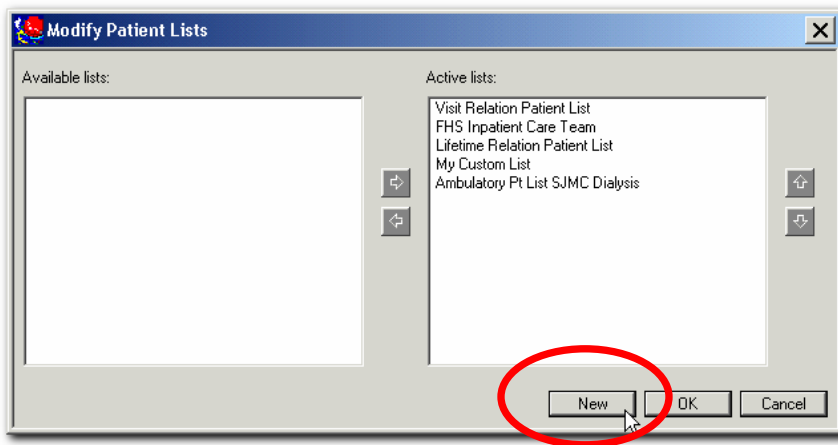 Modify Patient Lists
Available lists:
Active lists:
Visit Relation Patient List
FHS Inpatient Care Team
Lifetime Relation Patient List
My Custom List
Ambulatory Pt List SJMC Dialysis
New
OK
Cancel